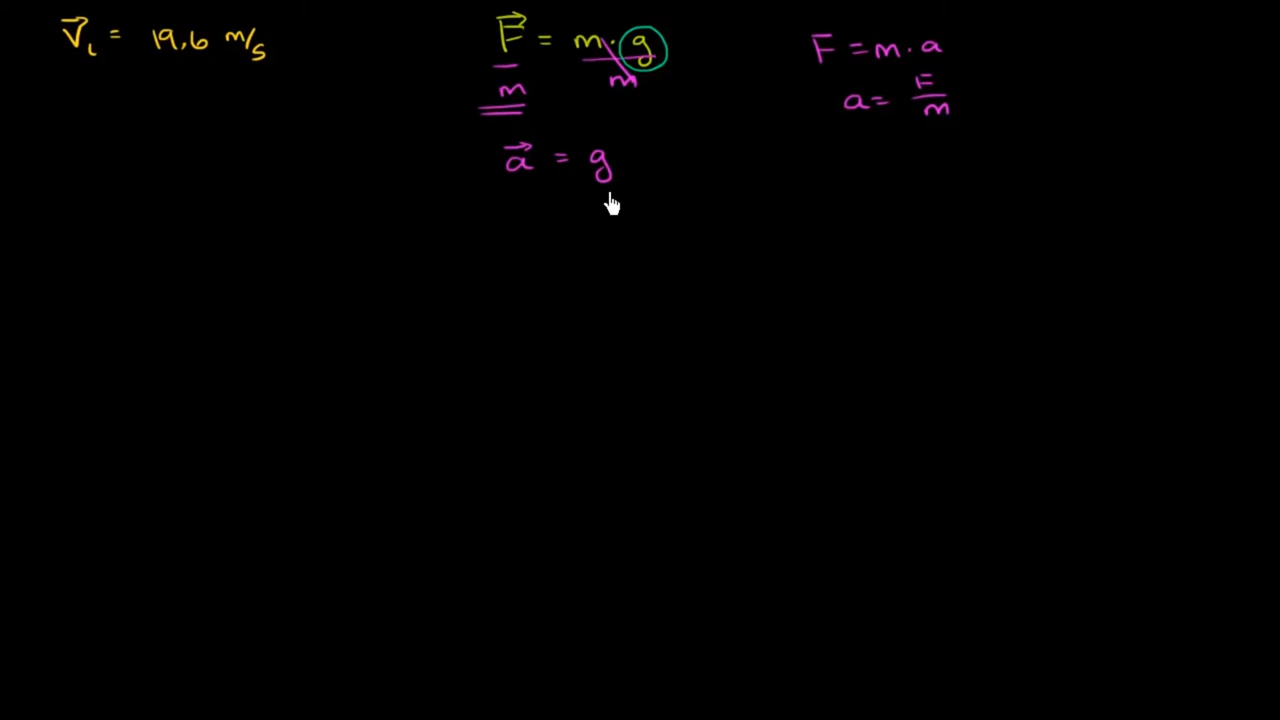 v⃗ᵢ = 19.6 m/s
F⃗/m = m·g/m
a⃗ = g
F = m·a
a = F/m